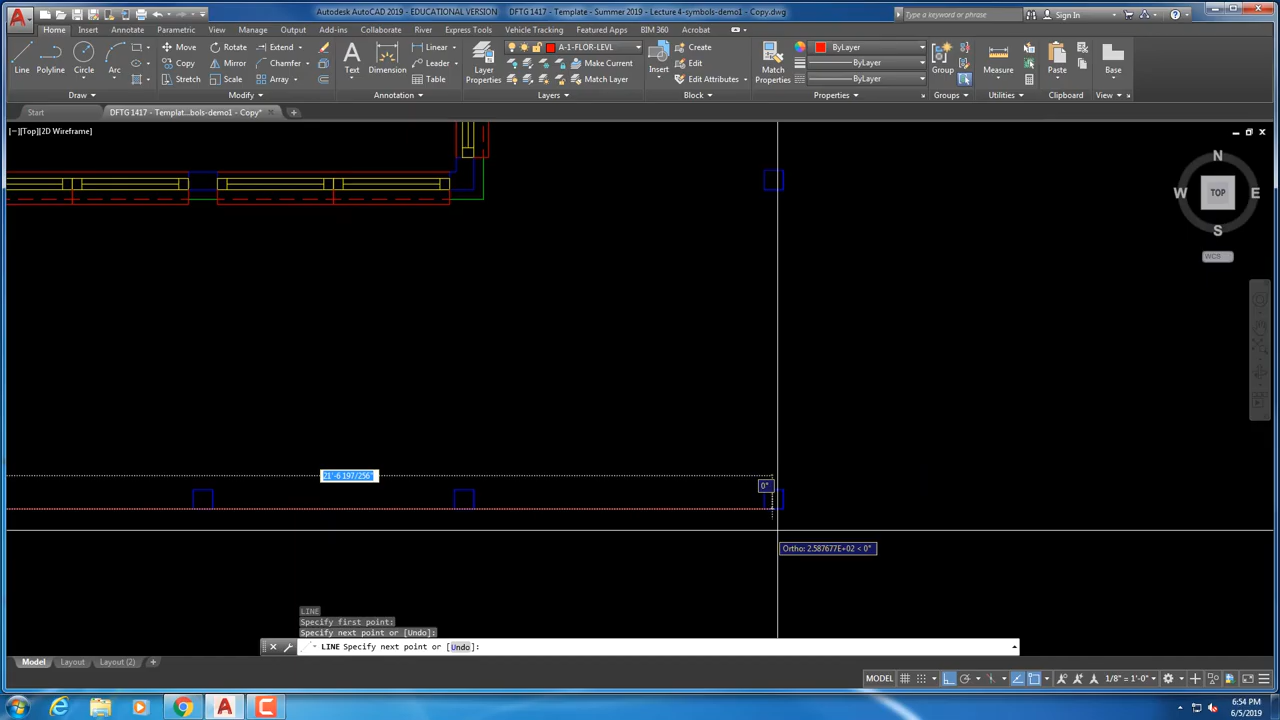 Autodesk AutoCAD 2019 - EDUCATIONAL VERSION    DFTG 1417 - Template - Summer 2019 - Lecture 4-symbols-demo1 - Copy.dwg
Type a keyword or phrase
Sign In
Home Insert Annotate Parametric View Manage Output Add-ins Collaborate River Express Tools Vehicle Tracking Featured Apps BIM 360 Acrobat
Line Polyline Circle Arc
Draw
Move Rotate Extend
Copy Mirror Chamfer
Stretch Scale Array
Modify
Text Dimension
Linear
Leader
Table
Annotation
Layer Properties
A-1-FLOR-LEVL
Make Current
Match Layer
Layers
Insert
Create
Edit
Edit Attributes
Block
Match Properties
ByLayer
ByLayer
ByLayer
Properties
Group
Groups
Measure
Utilities
Paste
Clipboard
Base
View
Start
DFTG 1417 - Templat...bols-demo1 - Copy*
[−][Top][2D Wireframe]
N
W TOP E
S
WCS
21'-6 197/256"
0°
Ortho: 2.587677E+02 < 0°
LINE
Specify first point:
Specify next point or [Undo]:
LINE Specify next point or [Undo]:
Model Layout Layout (2)
MODEL
1/8" = 1'-0"
6:54 PM
6/5/2019